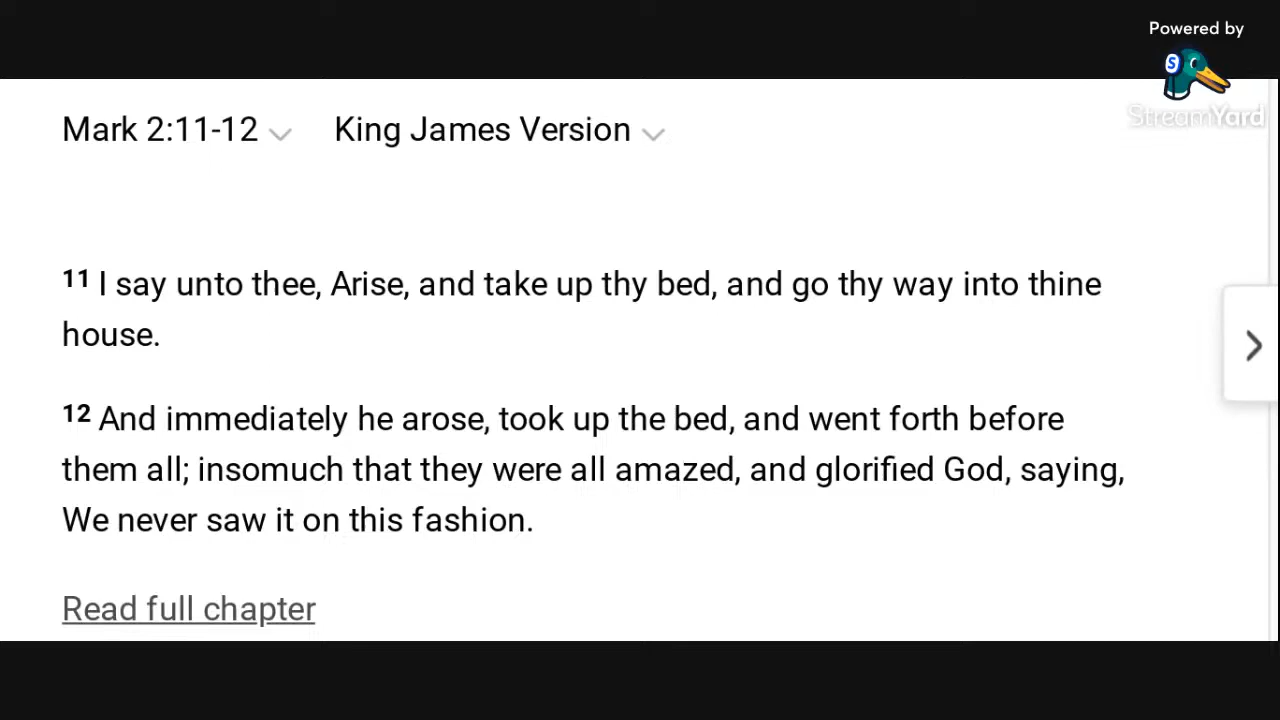 Powered by
S
StreamYard
Mark 2:11-12 King James Version
11 I say unto thee, Arise, and take up thy bed, and go thy way into thine
house.
12 And immediately he arose, took up the bed, and went forth before
them all; insomuch that they were all amazed, and glorified God, saying,
We never saw it on this fashion.
Read full chapter